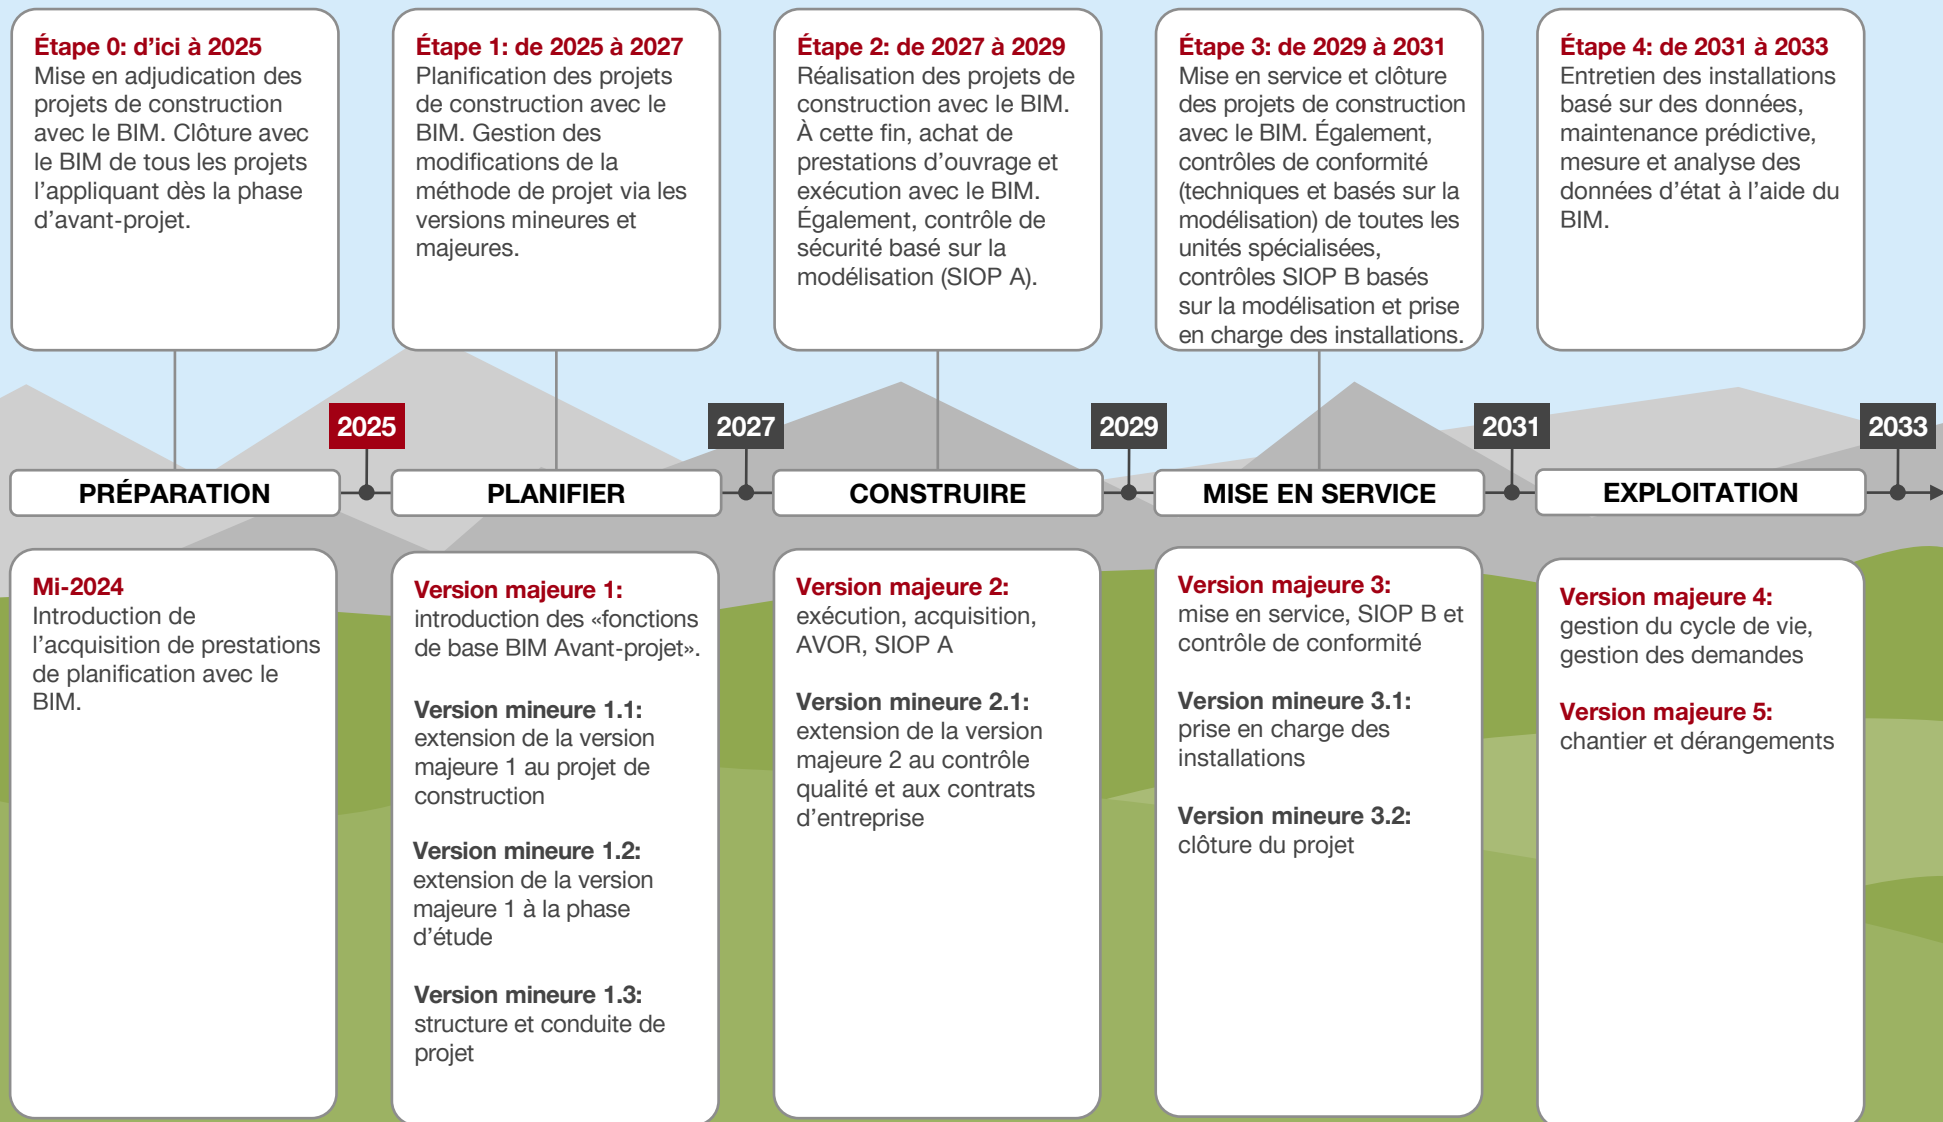 Étape 0: d’ici à 2025
Mise en adjudication des
projets de construction
avec le BIM. Clôture avec
le BIM de tous les projets
l’appliquant dès la phase
d’avant-projet.
Étape 1: de 2025 à 2027
Planification des projets
de construction avec le
BIM. Gestion des
modifications de la
méthode de projet via les
versions mineures et
majeures.
Étape 2: de 2027 à 2029
Réalisation des projets de
construction avec le BIM.
À cette fin, achat de
prestations d’ouvrage et
exécution avec le BIM.
Également, contrôle de
sécurité basé sur la
modélisation (SIOP A).
Étape 3: de 2029 à 2031
Mise en service et clôture
des projets de construction
avec le BIM. Également,
contrôles de conformité
(techniques et basés sur la
modélisation) de toutes les
unités spécialisées,
contrôles SIOP B basés
sur la modélisation et prise
en charge des installations.
Étape 4: de 2031 à 2033
Entretien des installations
basé sur des données,
maintenance prédictive,
mesure et analyse des
données d’état à l’aide du
BIM.
2025
2027
2029
2031
2033
PRÉPARATION
PLANIFIER
CONSTRUIRE
MISE EN SERVICE
EXPLOITATION
Mi-2024
Introduction de
l’acquisition de prestations
de planification avec le
BIM.
Version majeure 1:
introduction des «fonctions
de base BIM Avant-projet».
Version mineure 1.1:
extension de la version
majeure 1 au projet de
construction
Version mineure 1.2:
extension de la version
majeure 1 à la phase
d’étude
Version mineure 1.3:
structure et conduite de
projet
Version majeure 2:
exécution, acquisition,
AVOR, SIOP A
Version mineure 2.1:
extension de la version
majeure 2 au contrôle
qualité et aux contrats
d’entreprise
Version majeure 3:
mise en service, SIOP B et
contrôle de conformité
Version mineure 3.1:
prise en charge des
installations
Version mineure 3.2:
clôture du projet
Version majeure 4:
gestion du cycle de vie,
gestion des demandes
Version majeure 5:
chantier et dérangements